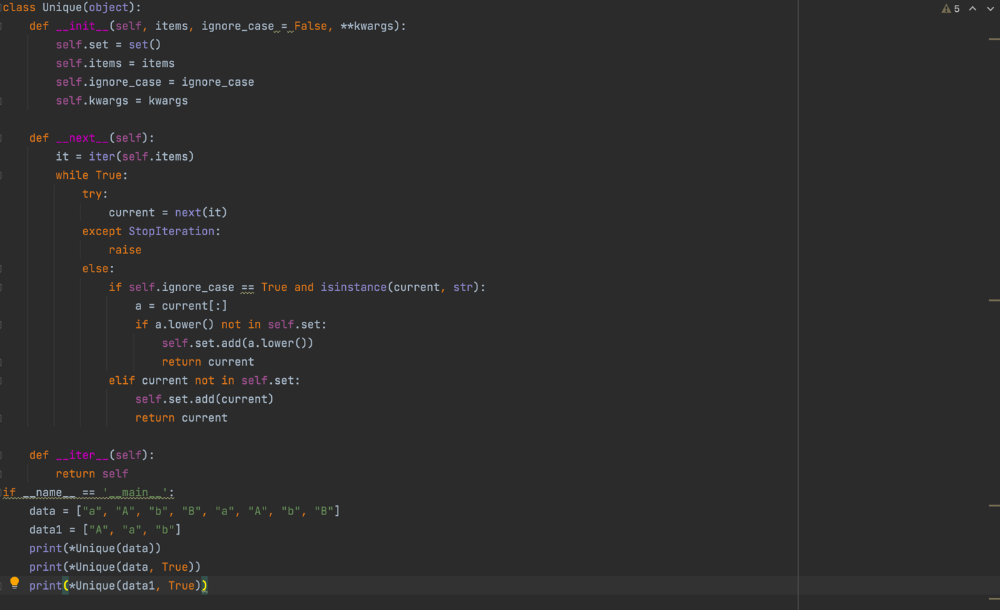 class Unique(object):
    def __init__(self, items, ignore_case = False, **kwargs):
        self.set = set()
        self.items = items
        self.ignore_case = ignore_case
        self.kwargs = kwargs

    def __next__(self):
        it = iter(self.items)
        while True:
            try:
                current = next(it)
            except StopIteration:
                raise
            else:
                if self.ignore_case == True and isinstance(current, str):
                    a = current[:]
                    if a.lower() not in self.set:
                        self.set.add(a.lower())
                        return current
                elif current not in self.set:
                    self.set.add(current)
                    return current

    def __iter__(self):
        return self
if __name__ == '__main__':
    data = ["a", "A", "b", "B", "a", "A", "b", "B"]
    data1 = ["A", "a", "b"]
    print(*Unique(data))
    print(*Unique(data, True))
    print(*Unique(data1, True))
5